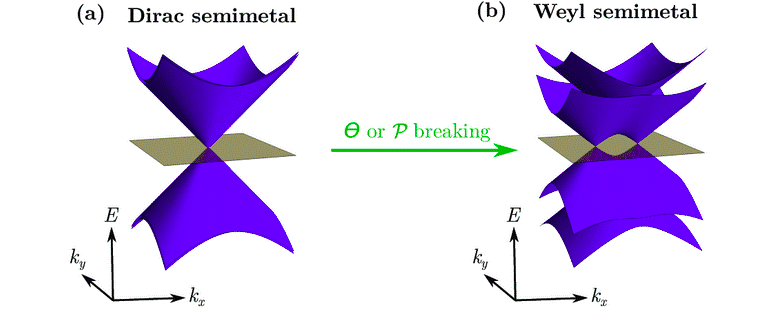 (a) Dirac semimetal
(b) Weyl semimetal
Θ or 𝒫 breaking
E
k_y
k_x
E
k_y
k_x